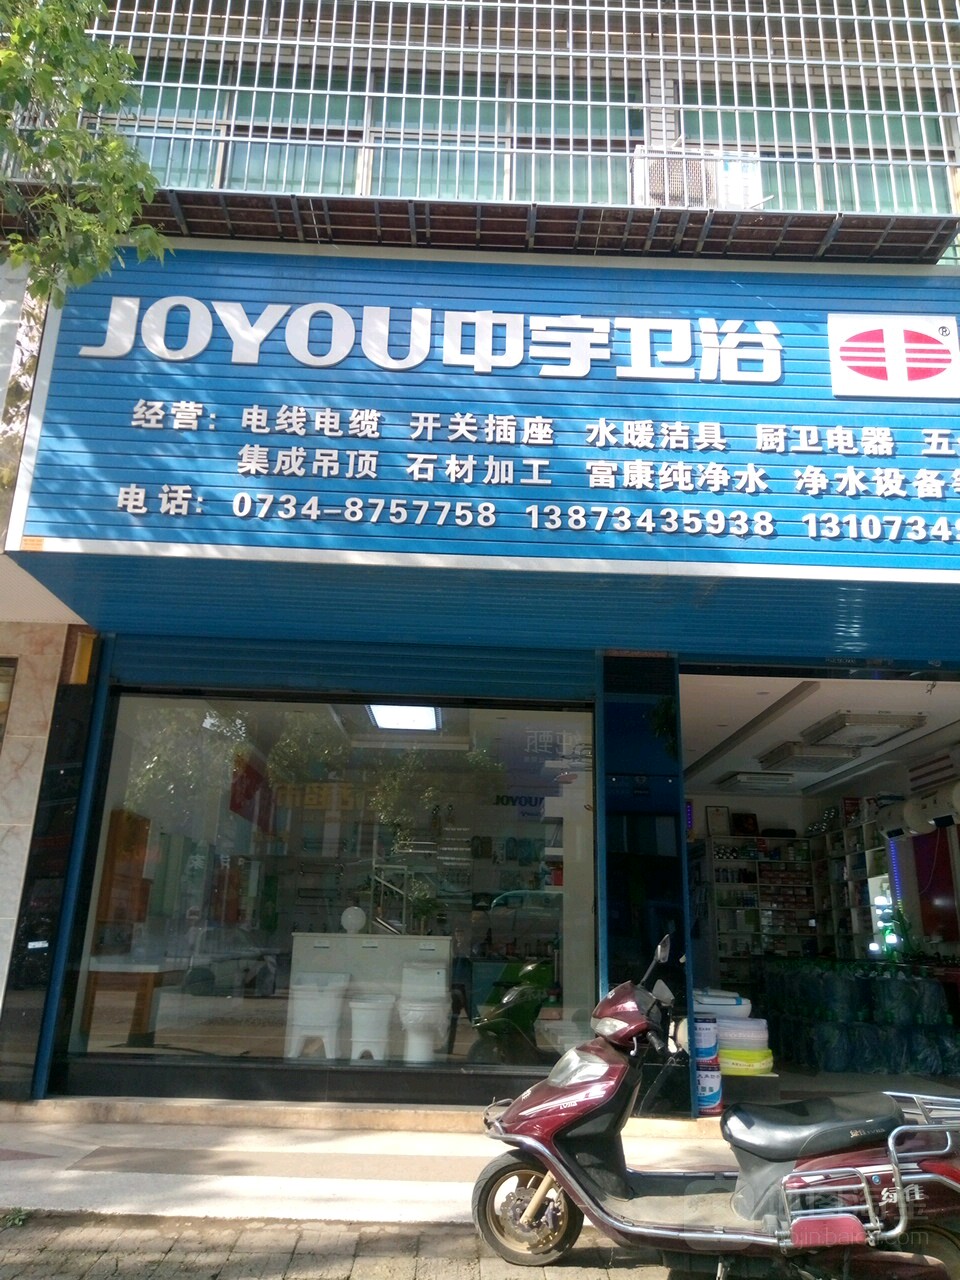 JOYOU中宇卫浴 ®
经营：电线电缆 开关插座 水暖洁具 厨卫电器 五
集成吊顶 石材加工 富康纯净水 净水设备
电话：0734-8757758 13873435938 1310734
JOYOU